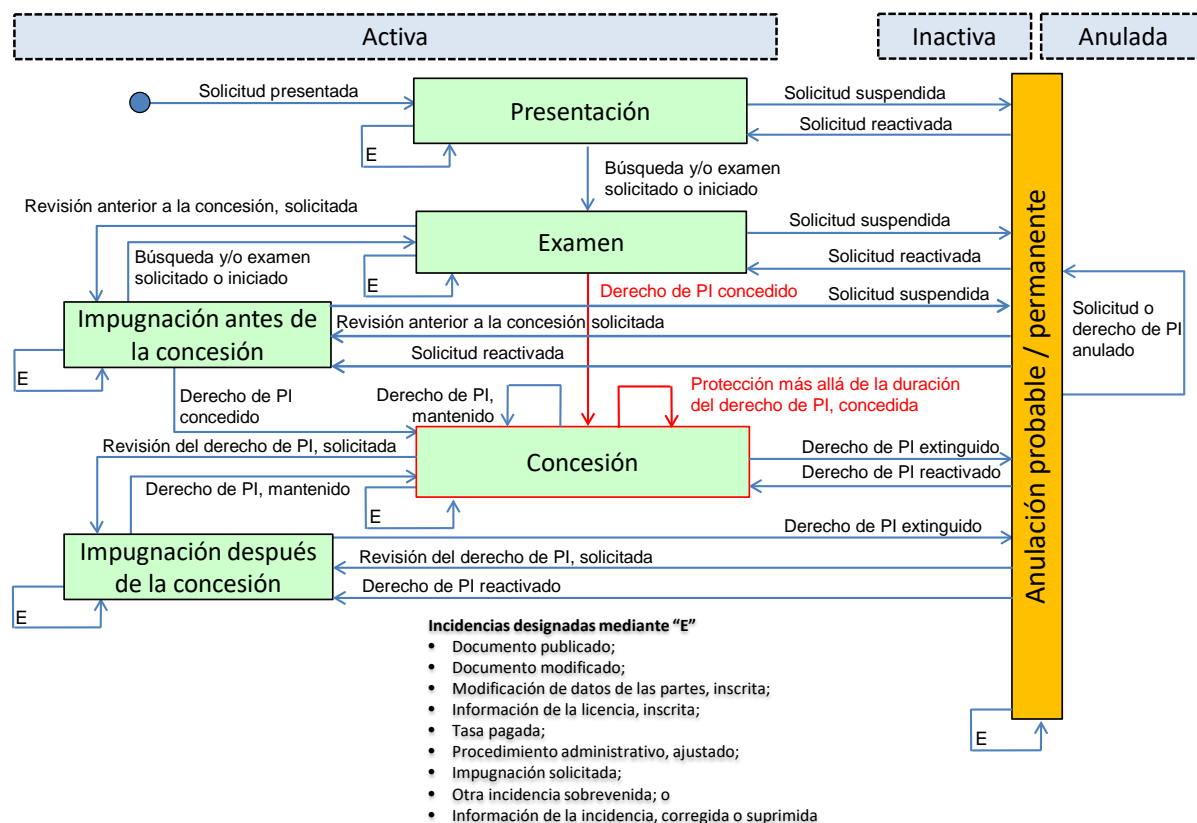 Activa
Inactiva
Anulada
Solicitud presentada
Presentación
Solicitud suspendida
Solicitud reactivada
E
Búsqueda y/o examen
solicitado o iniciado
Revisión anterior a la concesión, solicitada
Examen
Solicitud suspendida
Solicitud reactivada
Búsqueda y/o examen
solicitado o iniciado
E
Derecho de PI concedido
Solicitud suspendida
Impugnación antes de
la concesión
Revisión anterior a la concesión solicitada
Solicitud reactivada
E
Solicitud o
derecho de PI
anulado
Anulación probable / permanente
Derecho de PI
concedido
Derecho de PI,
mantenido
Protección más allá de la duración
del derecho de PI, concedida
Revisión del derecho de PI, solicitada
Concesión
Derecho de PI extinguido
Derecho de PI reactivado
Derecho de PI, mantenido
E
Derecho de PI extinguido
Impugnación después
de la concesión
Revisión del derecho de PI, solicitada
Derecho de PI reactivado
E
Incidencias designadas mediante “E”
• Documento publicado;
• Documento modificado;
• Modificación de datos de las partes, inscrita;
• Información de la licencia, inscrita;
• Tasa pagada;
• Procedimiento administrativo, ajustado;
• Impugnación solicitada;
• Otra incidencia sobrevenida; o
• Información de la incidencia, corregida o suprimida
E